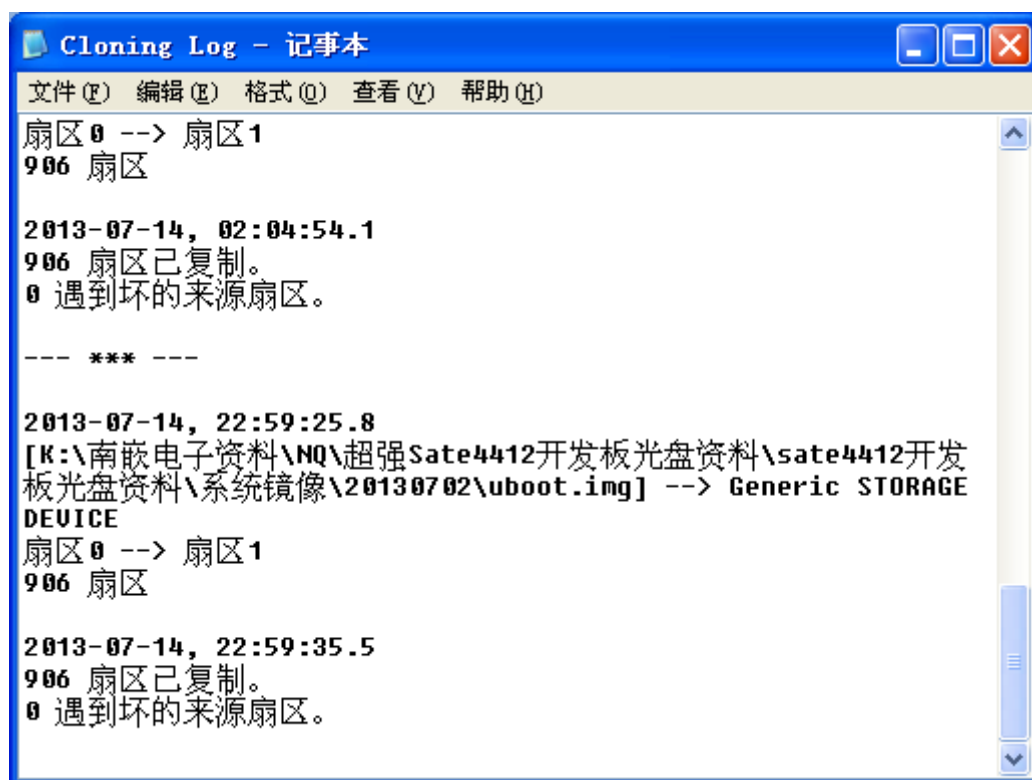 Cloning Log - 记事本
文件(F) 编辑(E) 格式(O) 查看(V) 帮助(H)
扇区0 --> 扇区1
906 扇区
2013-07-14, 02:04:54.1
906 扇区已复制。
0 遇到坏的来源扇区。
--- *** ---
2013-07-14, 22:59:25.8
[K:\南嵌电子资料\NQ\超强Sate4412开发板光盘资料\sate4412开发
板光盘资料\系统镜像\20130702\uboot.img] --> Generic STORAGE
DEVICE
扇区0 --> 扇区1
906 扇区
2013-07-14, 22:59:35.5
906 扇区已复制。
0 遇到坏的来源扇区。